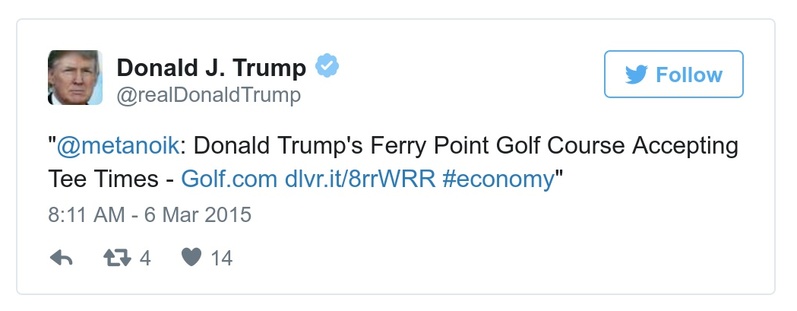 Donald J. Trump
@realDonaldTrump
Follow
"@metanoik: Donald Trump's Ferry Point Golf Course Accepting
Tee Times - Golf.com dlvr.it/8rrWRR #economy"
8:11 AM - 6 Mar 2015
4 14